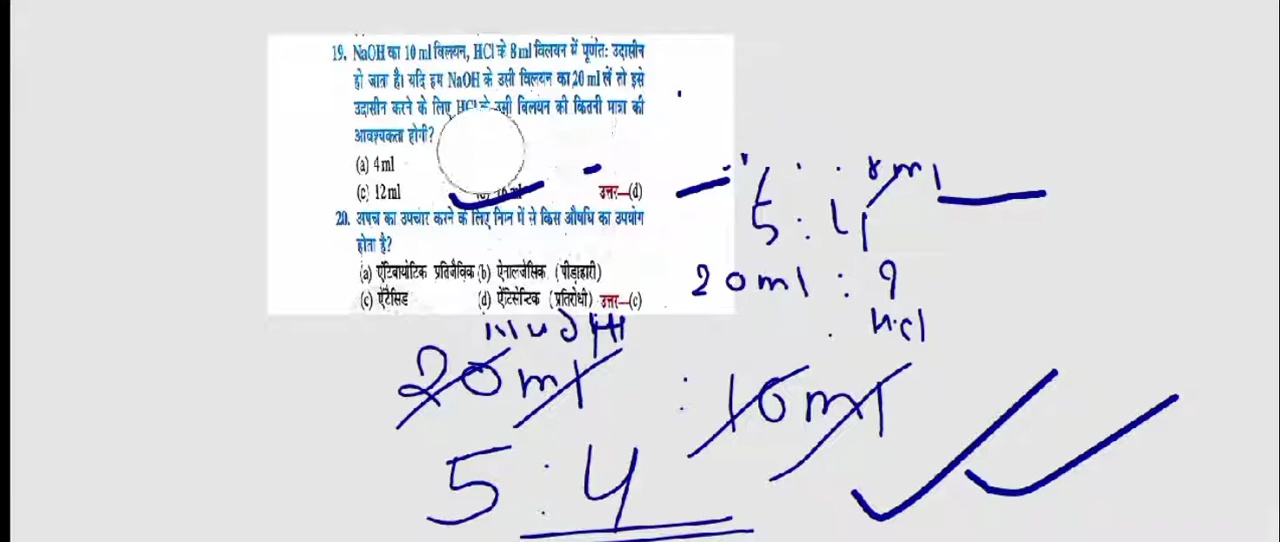 19. NaOH का 10 ml विलयन, HCl के 8 ml विलयन में पूर्णतः उदासीन
हो जाता है। यदि हम NaOH के उसी विलयन का 20 ml लें तो इसे
उदासीन करने के लिए HCl के उसी विलयन की कितनी मात्रा की
आवश्यकता होगी?
(a) 4 ml
(c) 12 ml उत्तर—(d)
20. अपच का उपचार करने के लिए निम्न में से किस औषधि का उपयोग
होता है?
(a) एंटिबायोटिक प्रतिजैविक (b) ऐनालजेसिक (पीड़ाहारी)
(c) ऐंटैसिड (d) ऐंटिसेप्टिक (प्रतिरोधी) उत्तर—(c)
8ml
5 : 4
20ml : ?
HCl
20ml : 16ml
5 : 4